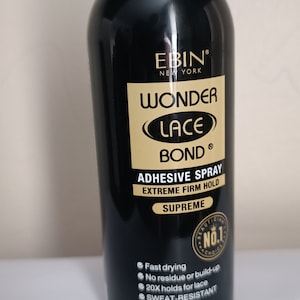 EBIN®
NEW YORK
WONDER
LACE
BOND®
ADHESIVE SPRAY
EXTREME FIRM HOLD
SUPREME
NO.1
Fast drying
No residue or build-up
20X holds for lace
SWEAT-RESISTANT